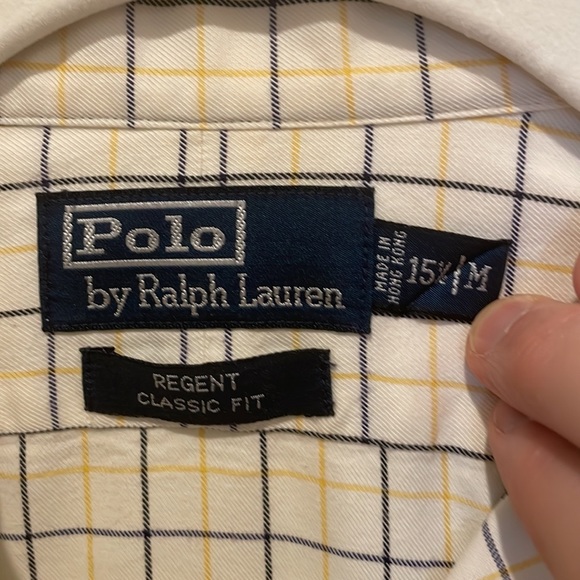 Polo
by Ralph Lauren
MADE IN
HONG KONG
15½/M
REGENT
CLASSIC FIT